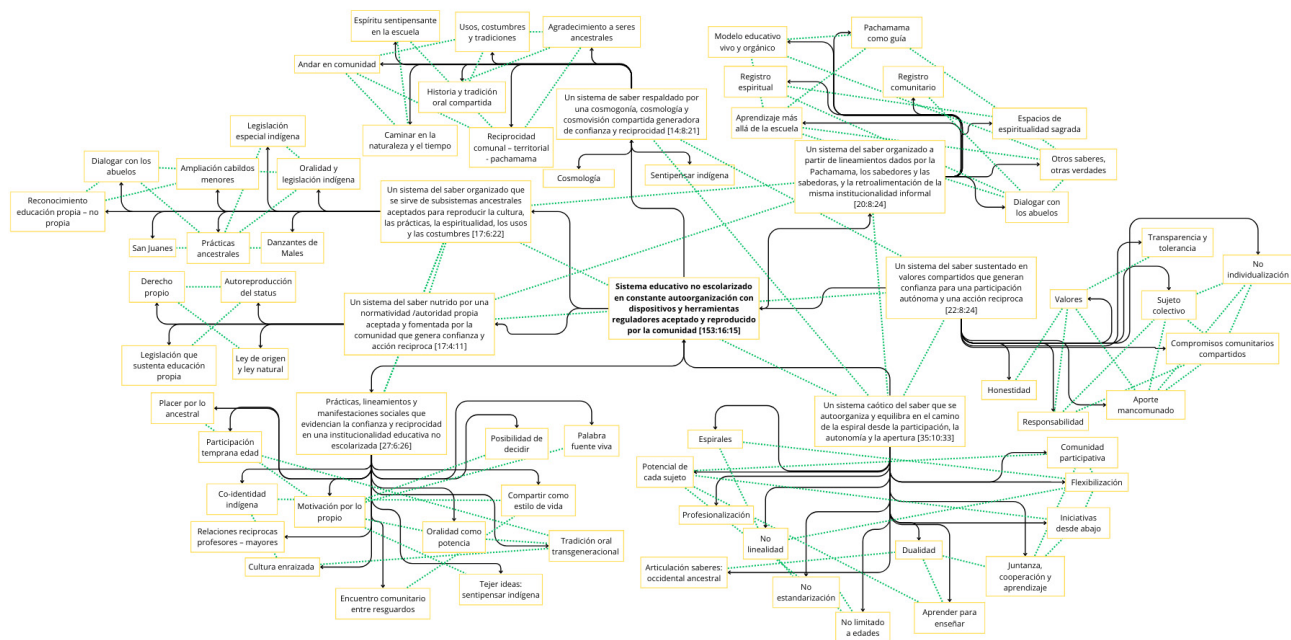 Espíritu sentipensante
en la escuela
Usos, costumbres
y tradiciones
Agradecimiento a seres
ancestrales
Andar en comunidad
Historia y tradición
oral compartida
Caminar en la
naturaleza y el tiempo
Reciprocidad
comunal – territorial
- pachamama
Un sistema de saber respaldado por
una cosmogonía, cosmología y
cosmovisión compartida generadora
de confianza y reciprocidad [14:8:21]
Cosmología
Sentipensar indígena
Modelo educativo
vivo y orgánico
Pachamama
como guía
Registro
espiritual
Registro
comunitario
Aprendizaje más
allá de la escuela
Espacios de
espiritualidad sagrada
Otros saberes,
otras verdades
Dialogar con
los abuelos
Un sistema del saber organizado a
partir de lineamientos dados por la
Pachamama, los sabedores y las
sabedoras, y la retroalimentación de la
misma institucionalidad informal
[20:8:24]
Legislación
especial indígena
Dialogar con los
abuelos
Ampliación cabildos
menores
Oralidad y
legislación indígena
Reconocimiento
educación propia – no
propia
San Juanes
Prácticas
ancestrales
Danzantes de
Males
Un sistema del saber organizado que
se sirve de subsistemas ancestrales
aceptados para reproducir la cultura,
las prácticas, la espiritualidad, los usos
y las costumbres [17:6:22]
Derecho
propio
Autoreproducción
del status
Legislación que
sustenta educación
propia
Ley de origen
y ley natural
Un sistema del saber nutrido por una
normatividad /autoridad propia
aceptada y fomentada por la
comunidad que genera confianza y
acción reciproca [17:4:11]
Sistema educativo no escolarizado
en constante autoorganización con
dispositivos y herramientas
reguladores aceptado y reproducido
por la comunidad [153:16:15]
Un sistema del saber sustentado en
valores compartidos que generan
confianza para una participación
autónoma y una acción reciproca
[22:8:24]
Transparencia y
tolerancia
No
individualización
Valores
Sujeto
colectivo
Compromisos comunitarios
compartidos
Honestidad
Responsabilidad
Aporte
mancomunado
Placer por lo
ancestral
Participación
temprana edad
Prácticas, lineamientos y
manifestaciones sociales que
evidencian la confianza y reciprocidad
en una institucionalidad educativa no
escolarizada [27:6:26]
Posibilidad de
decidir
Palabra
fuente viva
Co-identidad
indígena
Motivación por lo
propio
Compartir como
estilo de vida
Relaciones reciprocas
profesores – mayores
Oralidad como
potencia
Tradición oral
transgeneracional
Cultura enraizada
Encuentro comunitario
entre resguardos
Tejer ideas:
sentipensar indígena
Un sistema caótico del saber que se
autoorganiza y equilibra en el camino
de la espiral desde la participación, la
autonomía y la apertura [35:10:33]
Espirales
Comunidad
participativa
Potencial de
cada sujeto
Flexibilización
Profesionalización
Iniciativas
desde abajo
No
linealidad
Dualidad
Articulación saberes:
occidental ancestral
Juntanza,
cooperación y
aprendizaje
No
estandarización
Aprender para
enseñar
No limitado
a edades